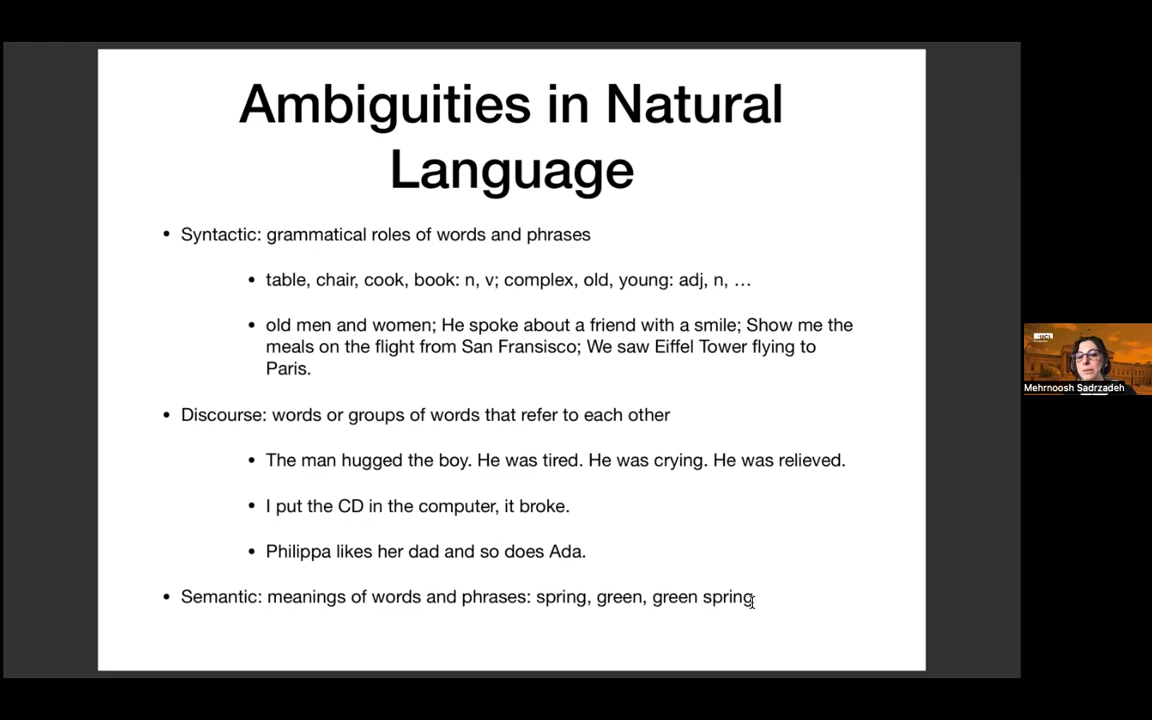 Ambiguities in Natural
Language
• Syntactic: grammatical roles of words and phrases
• table, chair, cook, book: n, v; complex, old, young: adj, n, …
• old men and women; He spoke about a friend with a smile; Show me the
meals on the flight from San Fransisco; We saw Eiffel Tower flying to
Paris.
• Discourse: words or groups of words that refer to each other
• The man hugged the boy. He was tired. He was crying. He was relieved.
• I put the CD in the computer, it broke.
• Philippa likes her dad and so does Ada.
• Semantic: meanings of words and phrases: spring, green, green spring
UCL
Mehrnoosh Sadrzadeh